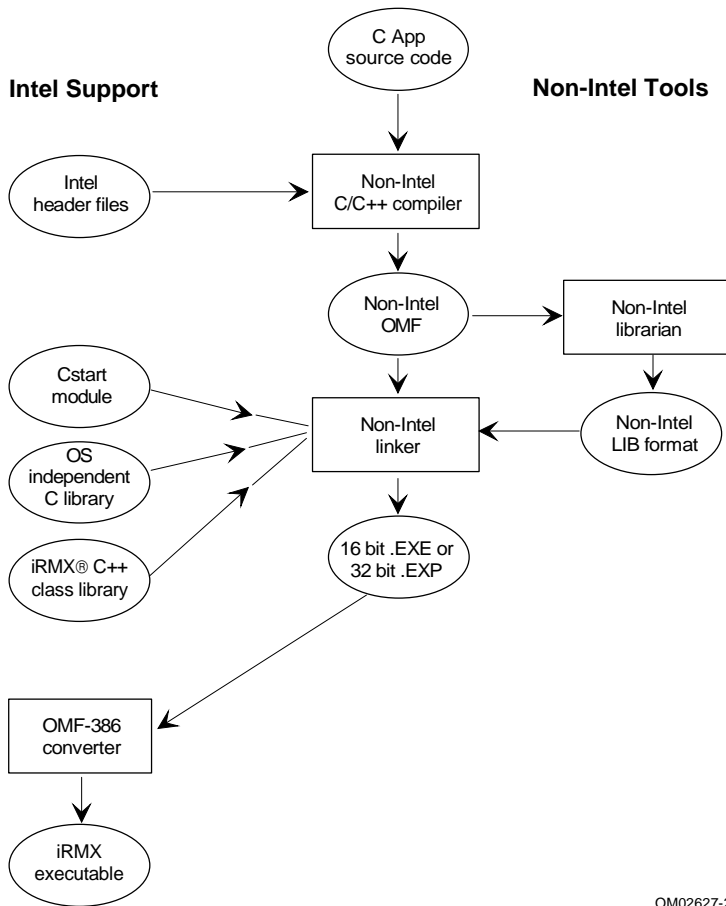 C App
source code
Intel Support
Non-Intel Tools
Intel
header files
Non-Intel
C/C++ compiler
Non-Intel
OMF
Non-Intel
librarian
Cstart
module
Non-Intel
linker
Non-Intel
LIB format
OS
independent
C library
iRMX® C++
class library
16 bit .EXE or
32 bit .EXP
OMF-386
converter
iRMX
executable